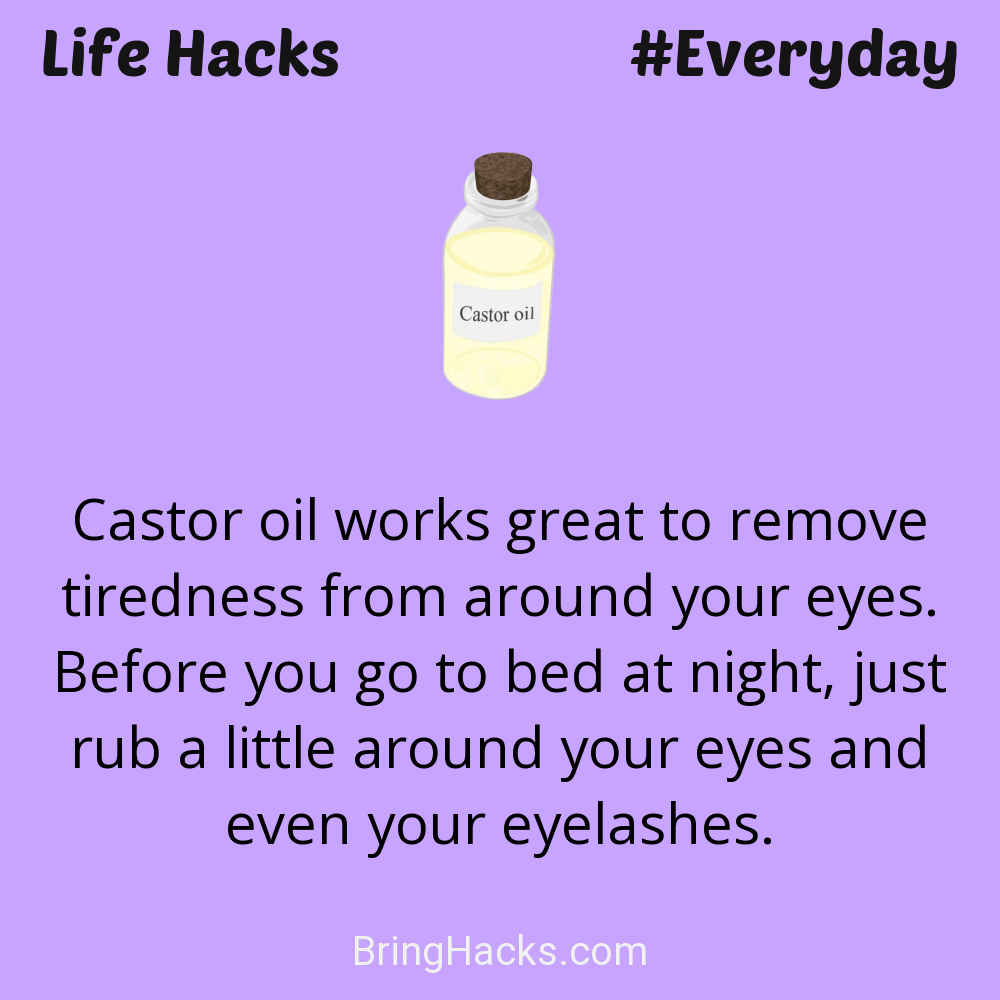 Life Hacks
#Everyday
Castor oil
Castor oil works great to remove
tiredness from around your eyes.
Before you go to bed at night, just
rub a little around your eyes and
even your eyelashes.
BringHacks.com